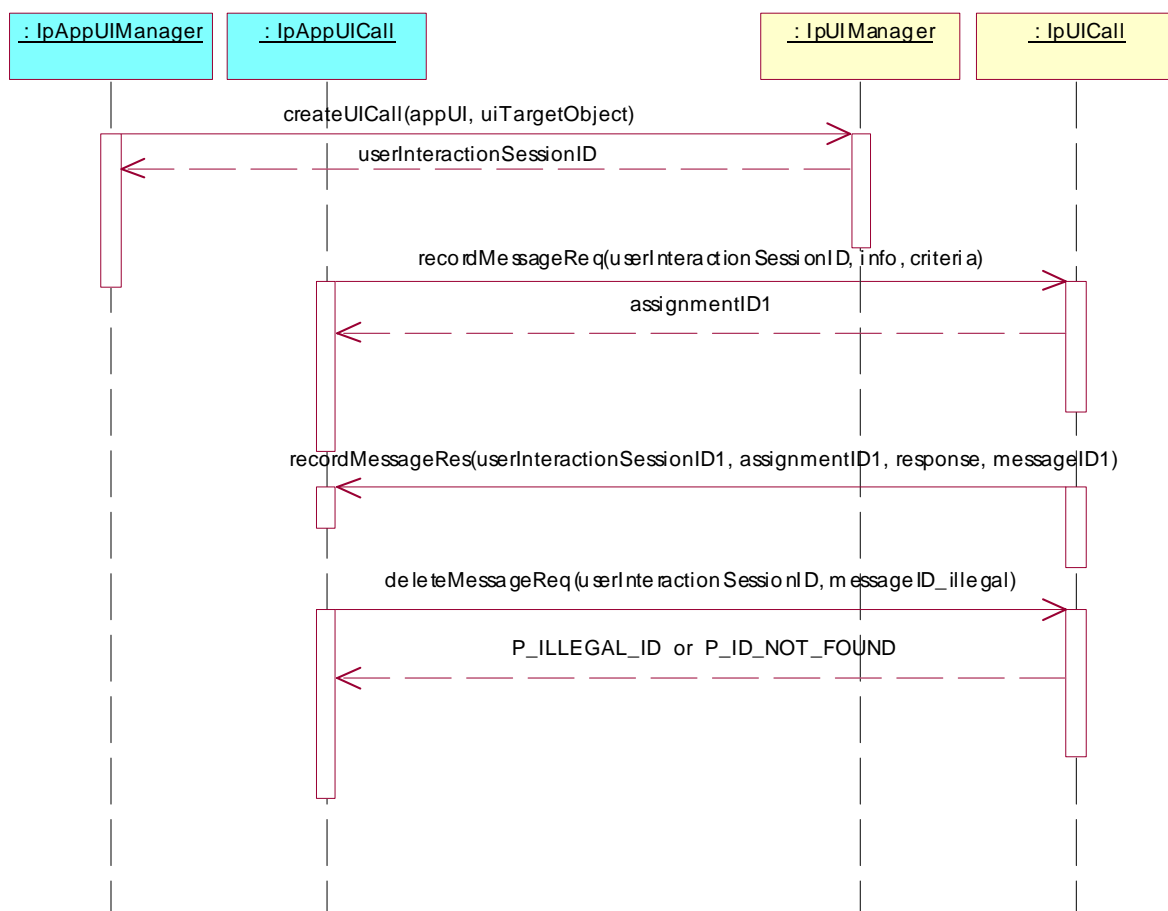 : IpAppUIManager
: IpAppUICall
: IpUIManager
: IpUICall
createUICall(appUI, uiTargetObject)
userInteractionSessionID
recordMessageReq(userInteractionSessionID, info, criteria)
assignmentID1
recordMessageRes(userInteractionSessionID1, assignmentID1, response, messageID1)
deleteMessageReq(userInteractionSessionID, messageID_illegal)
P_ILLEGAL_ID or P_ID_NOT_FOUND